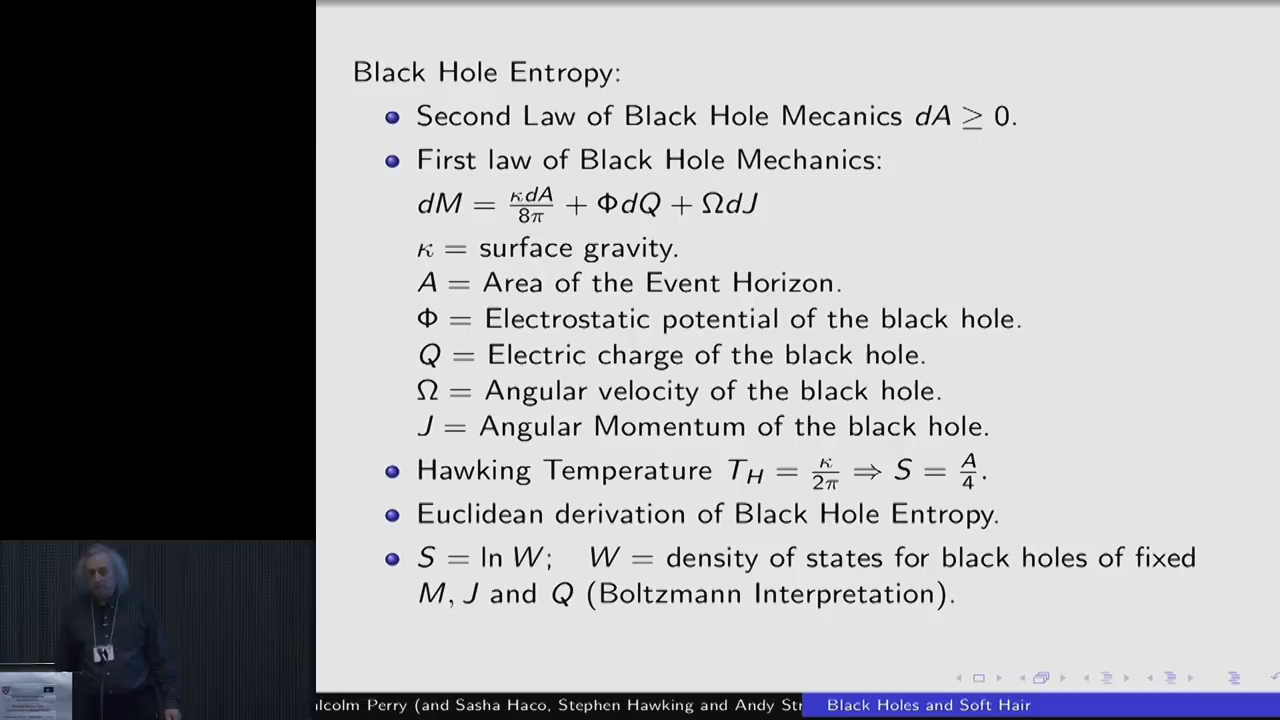 Black Hole Entropy:
Second Law of Black Hole Mecanics dA ≥ 0.
First law of Black Hole Mechanics:
dM = κdA/8π + ΦdQ + ΩdJ
κ = surface gravity.
A = Area of the Event Horizon.
Φ = Electrostatic potential of the black hole.
Q = Electric charge of the black hole.
Ω = Angular velocity of the black hole.
J = Angular Momentum of the black hole.
Hawking Temperature T_H = κ/2π ⇒ S = A/4.
Euclidean derivation of Black Hole Entropy.
S = ln W; W = density of states for black holes of fixed
M, J and Q (Boltzmann Interpretation).
lcolm Perry (and Sasha Haco, Stephen Hawking and Andy Str
Black Holes and Soft Hair